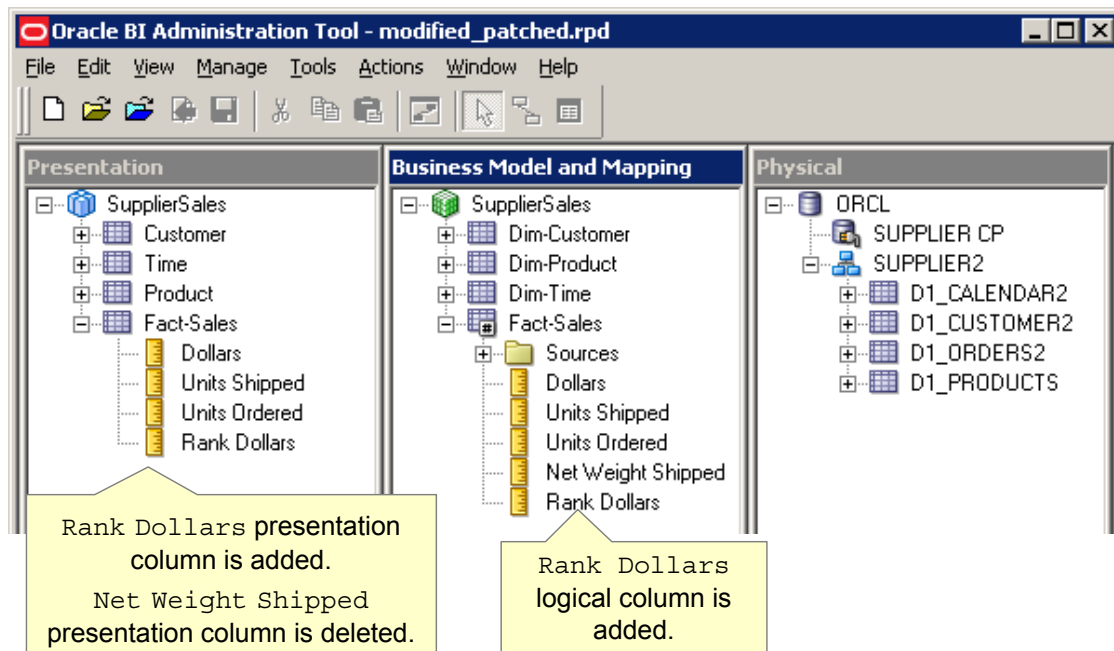 Oracle BI Administration Tool - modified_patched.rpd
File Edit View Manage Tools Actions Window Help
Presentation
SupplierSales
Customer
Time
Product
Fact-Sales
Dollars
Units Shipped
Units Ordered
Rank Dollars
Business Model and Mapping
SupplierSales
Dim-Customer
Dim-Product
Dim-Time
Fact-Sales
Sources
Dollars
Units Shipped
Units Ordered
Net Weight Shipped
Rank Dollars
Physical
ORCL
SUPPLIER CP
SUPPLIER2
D1_CALENDAR2
D1_CUSTOMER2
D1_ORDERS2
D1_PRODUCTS
Rank Dollars presentation
column is added.
Net Weight Shipped
presentation column is deleted.
Rank Dollars
logical column is
added.